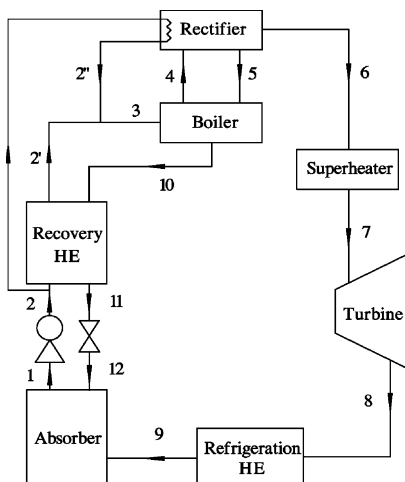 Rectifier
2"
4
5
6
3
Boiler
2'
10
Superheater
7
Recovery
HE
2
11
Turbine
1
12
8
Absorber
9
Refrigeration
HE